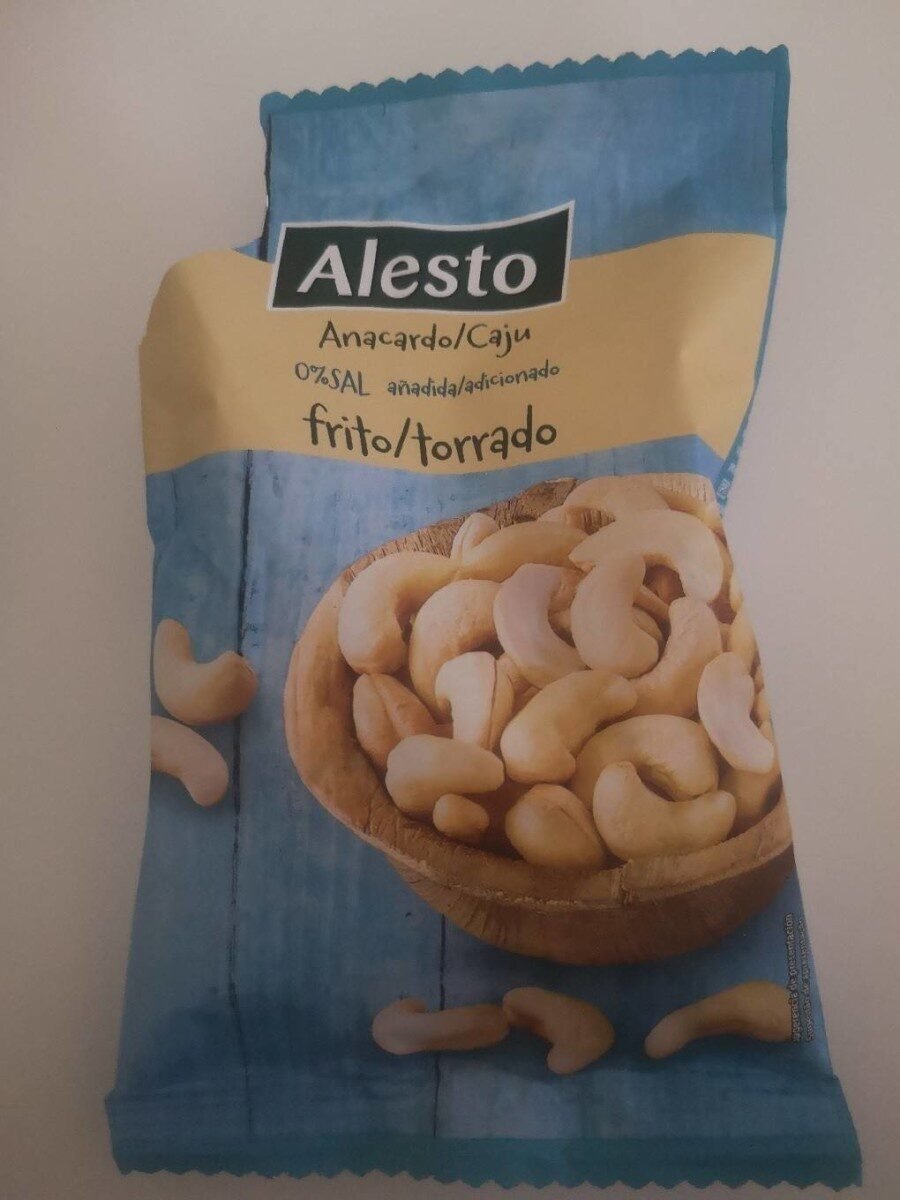 Alesto
Anacardo/Caju
0%SAL añadida/adicionado
frito/torrado